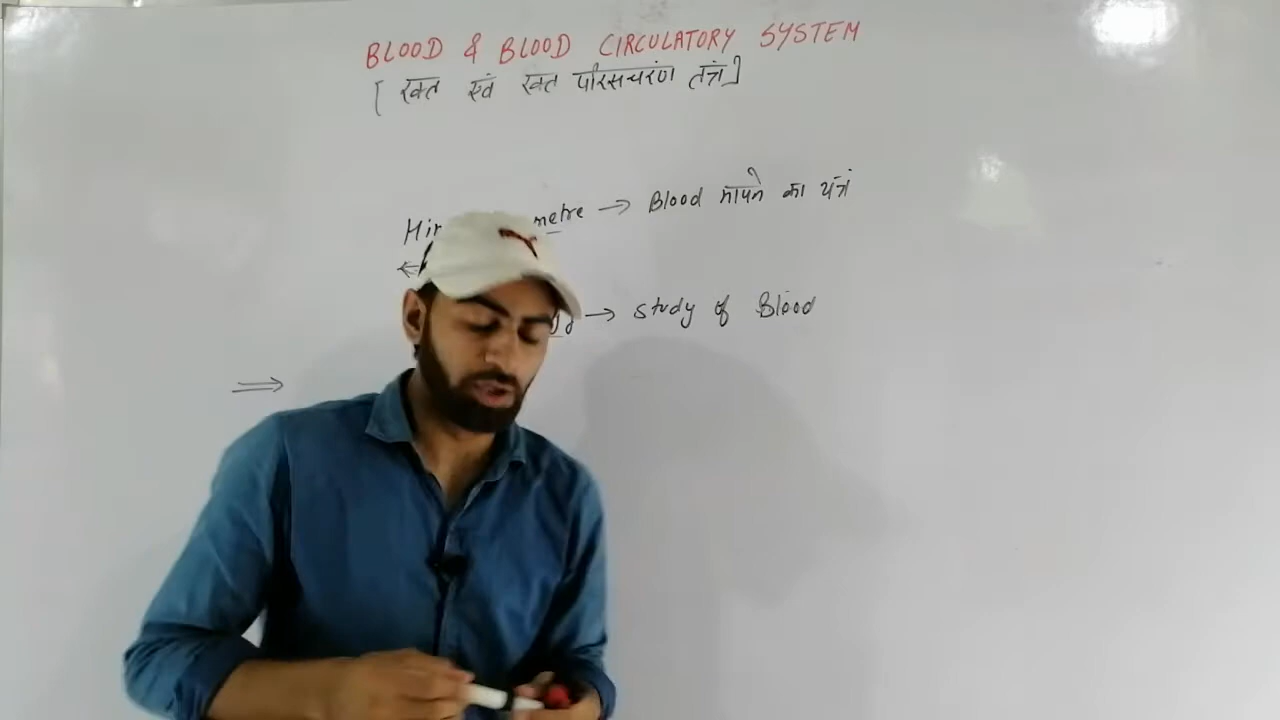 BLOOD & BLOOD CIRCULATORY SYSTEM
[ रक्त एवं रक्त परिसंचरण तंत्र ]
metre → Blood मापने का यंत्र
← 
→ study of Blood
⇒